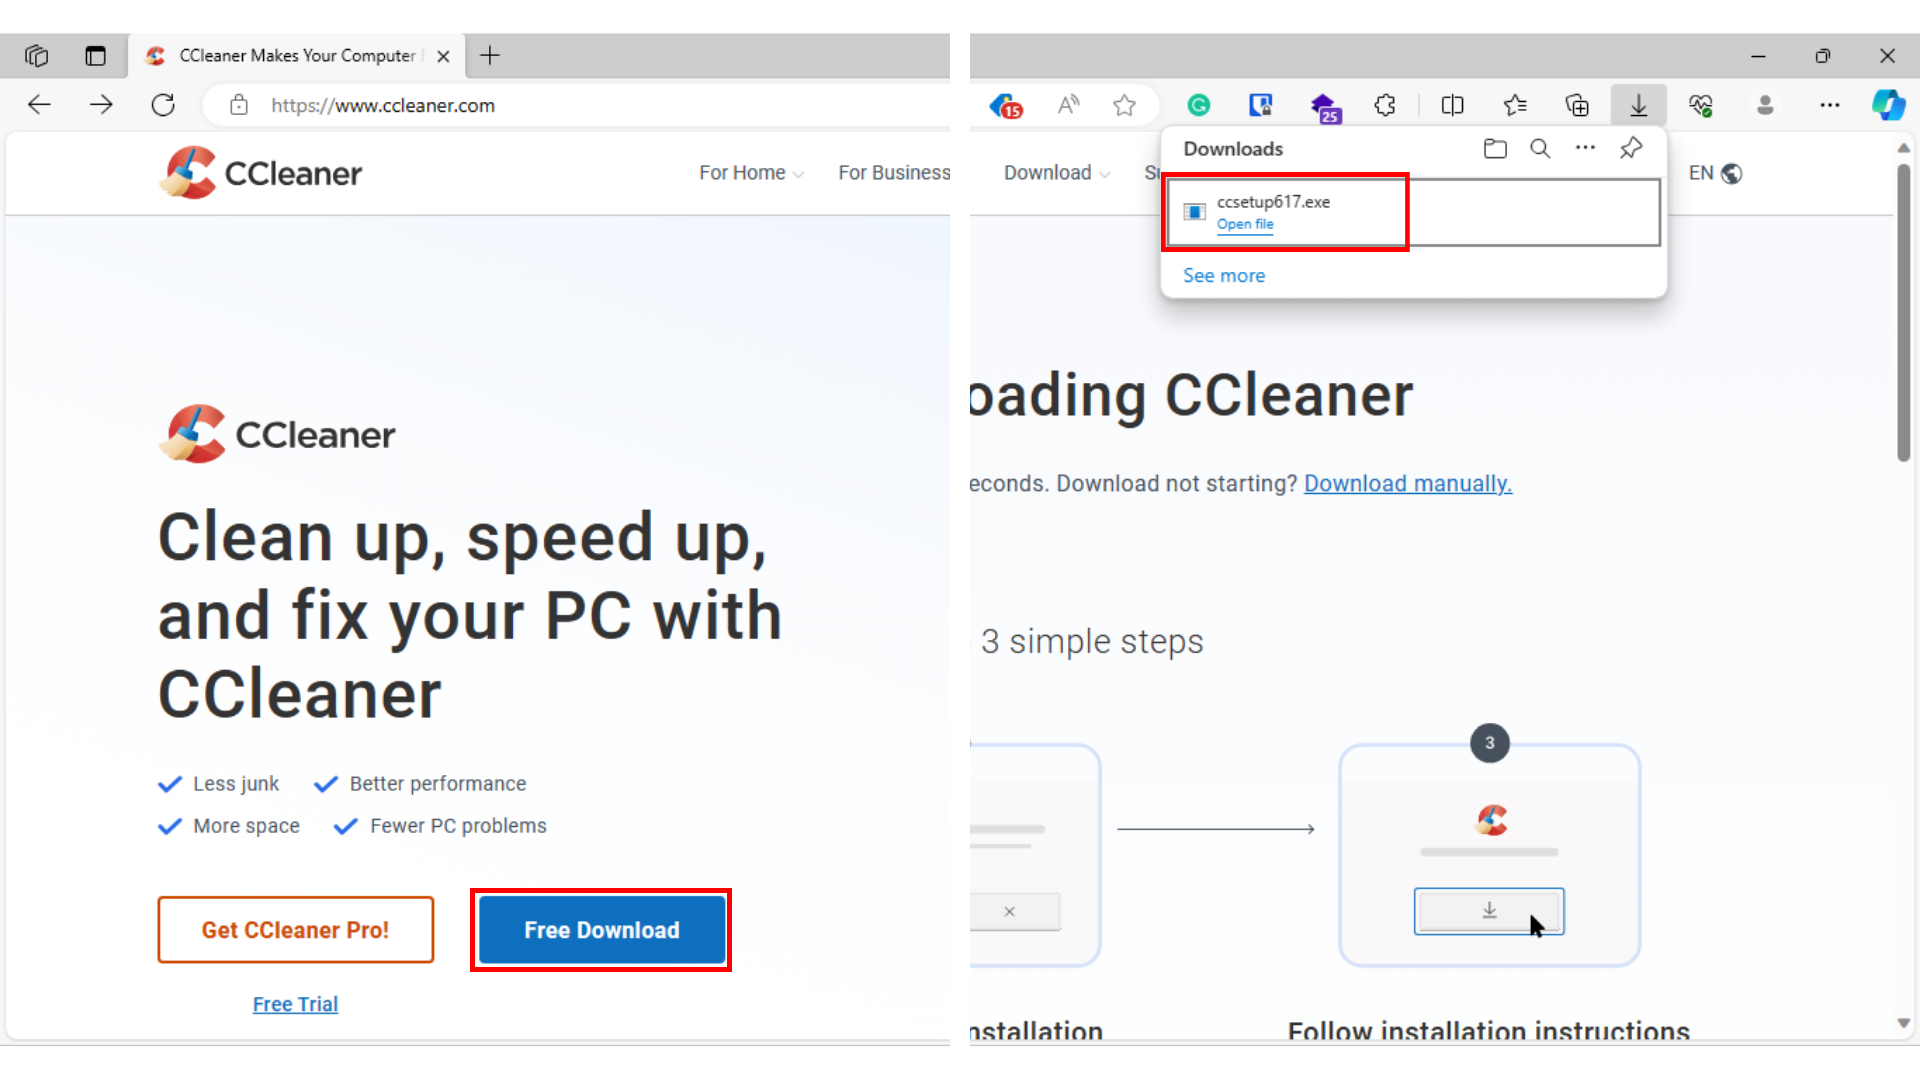 CCleaner Makes Your Computer
https://www.ccleaner.com
CCleaner
For Home
For Business
CCleaner
Clean up, speed up,
and fix your PC with
CCleaner
Less junk
Better performance
More space
Fewer PC problems
Get CCleaner Pro!
Free Download
Free Trial
15
A
G
25
Download
Su
EN
Downloads
ccsetup617.exe
Open file
See more
oading CCleaner
econds. Download not starting? Download manually.
3 simple steps
3
nstallation
Follow installation instructions